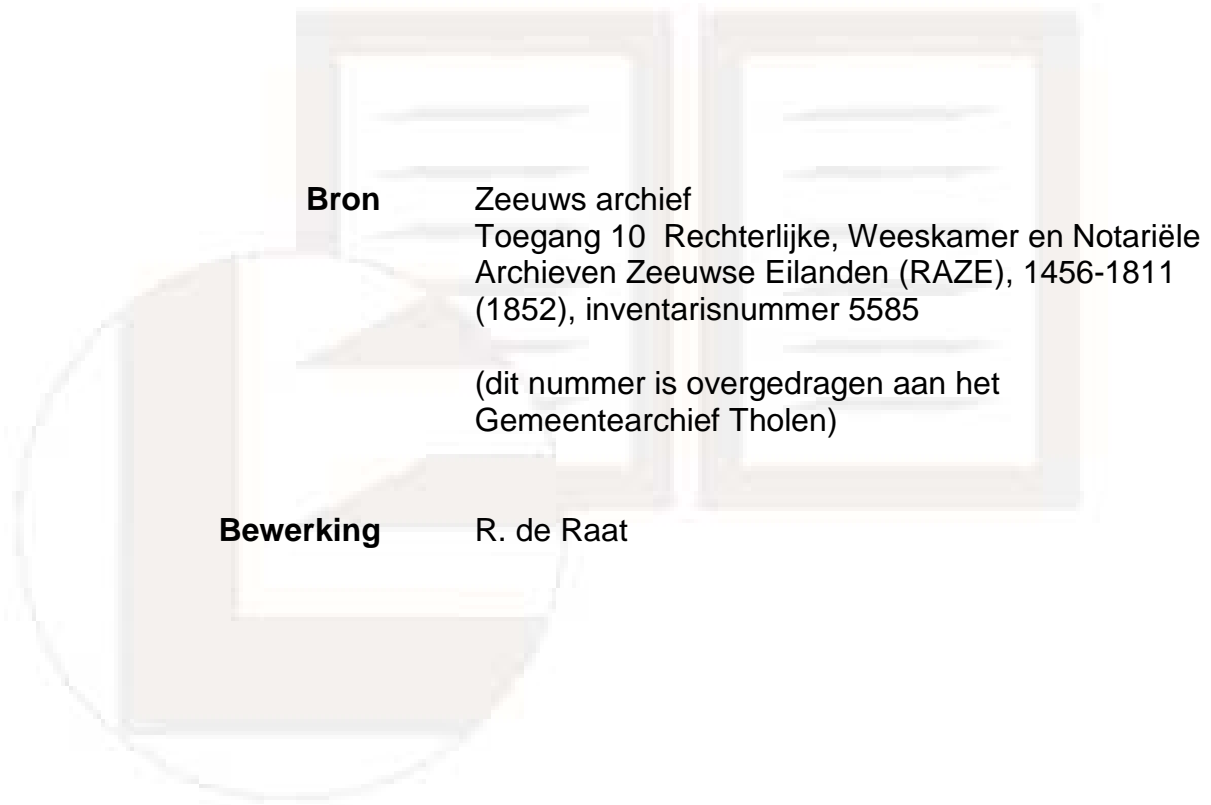 Bron Zeeuws archief
Toegang 10 Rechterlijke, Weeskamer en Notariële
Archieven Zeeuwse Eilanden (RAZE), 1456-1811
(1852), inventarisnummer 5585
(dit nummer is overgedragen aan het
Gemeentearchief Tholen)
Bewerking R. de Raat